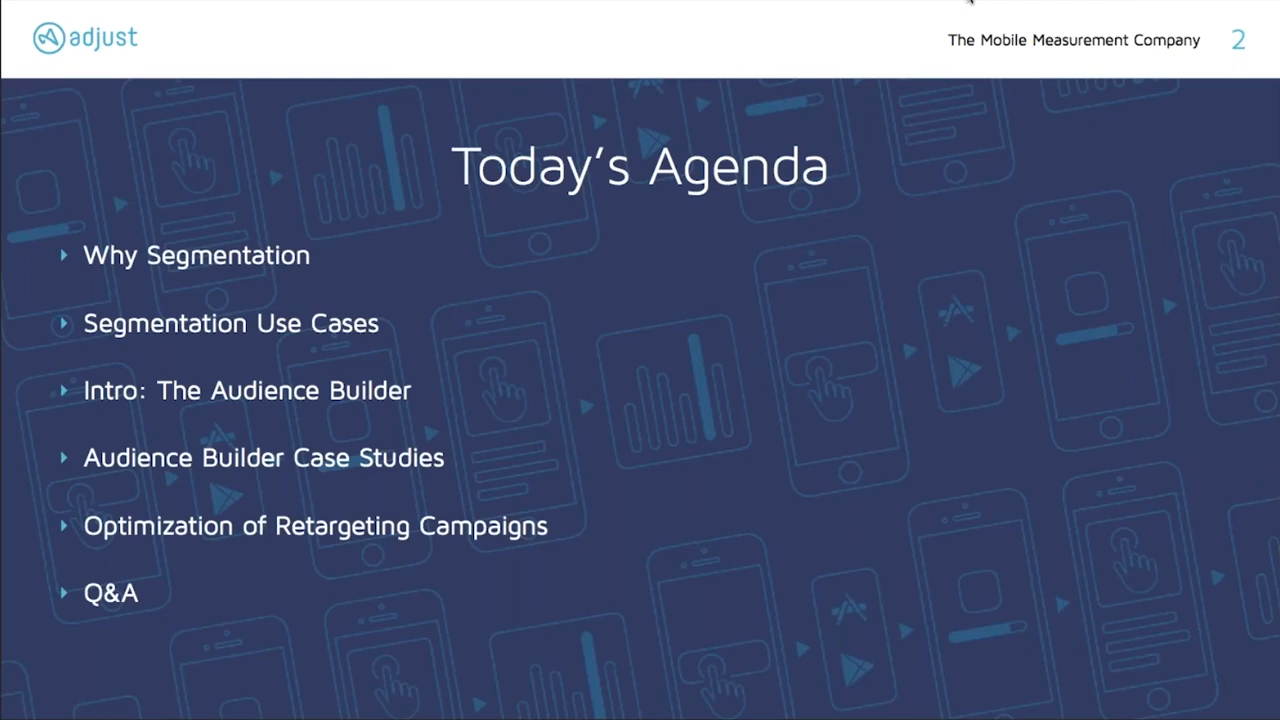 adjust
The Mobile Measurement Company 2
Today's Agenda
Why Segmentation
Segmentation Use Cases
Intro: The Audience Builder
Audience Builder Case Studies
Optimization of Retargeting Campaigns
Q&A